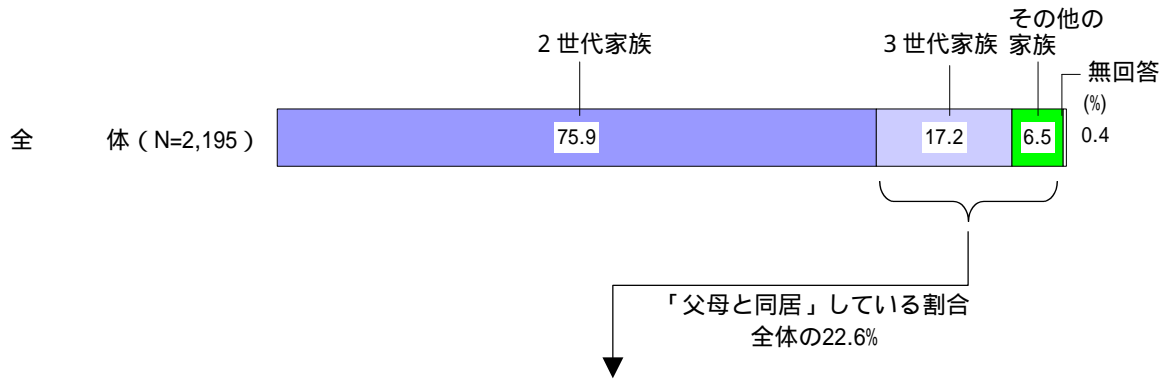 2世代家族
3世代家族
その他の
家族
無回答
(%)
全　　　体（N=2,195）
75.9
17.2
6.5
0.4
「父母と同居」している割合
全体の22.6%